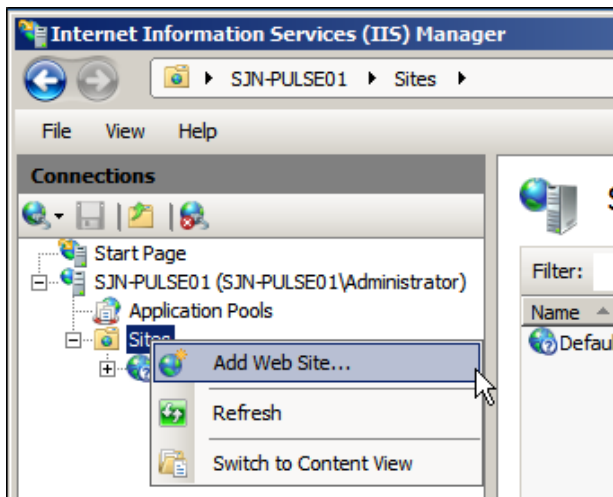 Internet Information Services (IIS) Manager
SJN-PULSE01 Sites
File View Help
Connections
Start Page
SJN-PULSE01 (SJN-PULSE01\Administrator)
Application Pools
Sites
Add Web Site...
Refresh
Switch to Content View
S
Filter:
Name
Defau